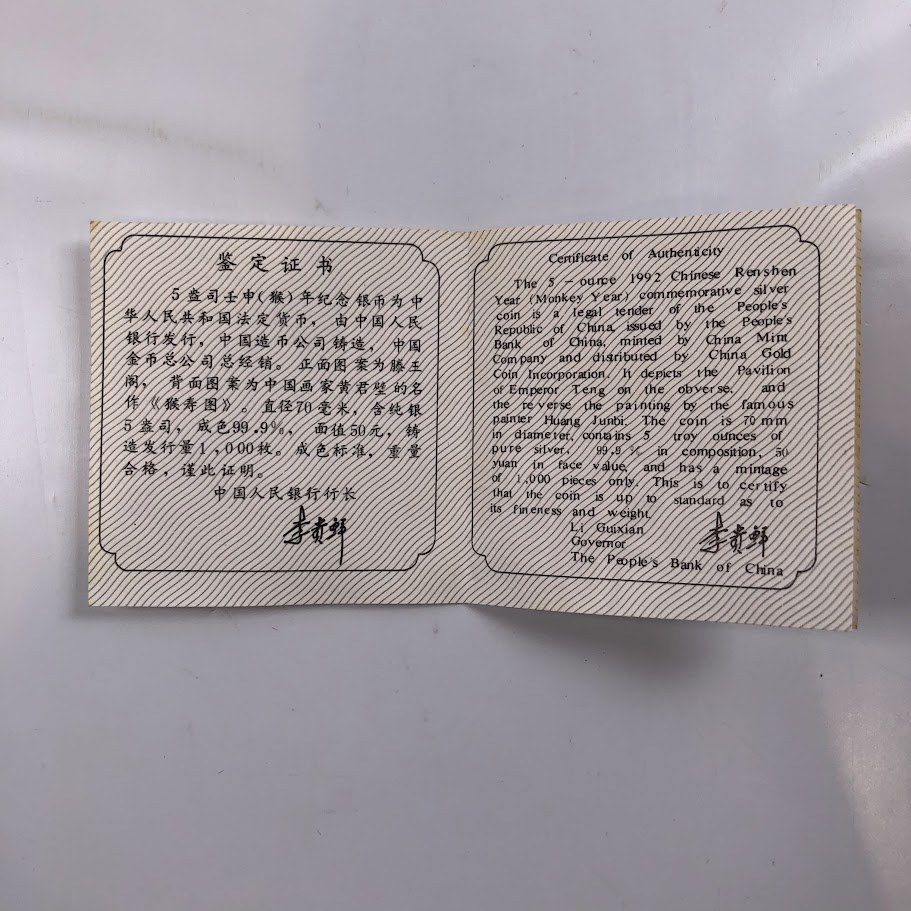 鉴定证书
5盎司壬申(猴)年纪念银币为中
华人民共和国法定货币，由中国人民
银行发行，中国造币公司铸造，中国
金币总公司总经销。正面图案为滕王
阁，背面图案为中国画家黄君壁的名
作《猴寿图》。直径70毫米，含纯银
5盎司，成色99.9%，面值50元，铸
造发行量1,000枚。成色标准，重量
合格，谨此证明。
中国人民银行行长
李贵鲜
Certificate of Authenticity
The 5 - ounce 1992 Chinese Renshen
Year (Monkey Year) commemorative silver
coin is a legal tender of the People's
Republic of China, issued by the People's
Bank of China, minted by China Mint
Company and distributed by China Gold
Coin Incorporation. It depicts the Pavilion
of Emperor Teng on the obverse, and
the reverse the painting by the famous
painter Huang Junbi. The coin is 70mm
in diameter, contains 5 troy ounces of
pure silver, 99.9% in composition, 50
yuan in face value, and has a mintage
of 1,000 pieces only. This is to certify
that the coin is up to standard as to
its fineness and weight.
Li Guixian
Governor
李贵鲜
The People's Bank of China